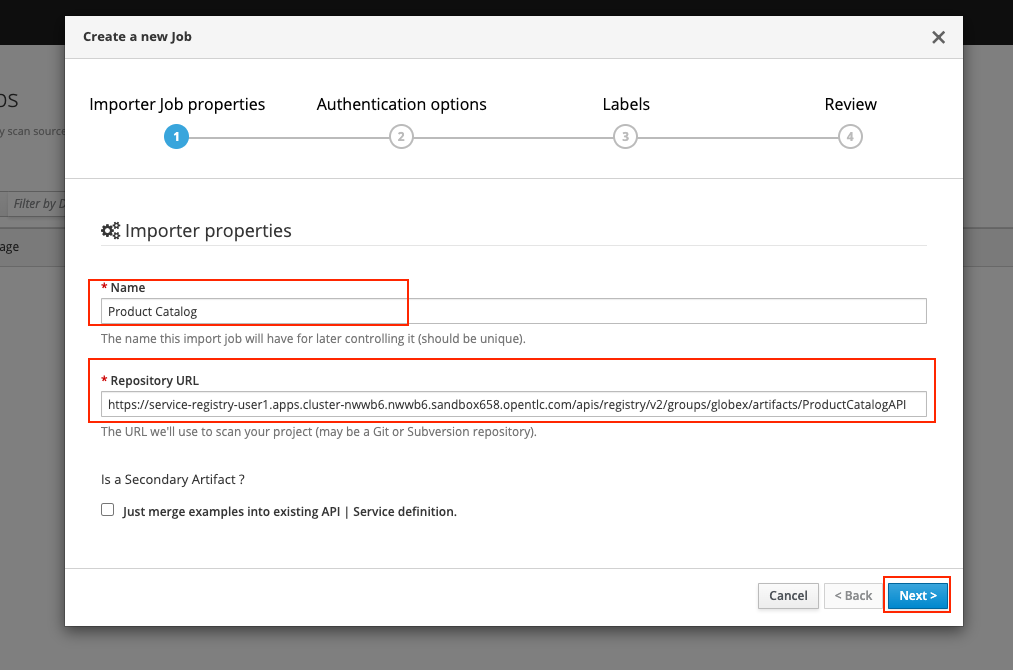 Create a new Job
Importer Job properties
Authentication options
Labels
Review
1
2
3
4
y scan source
Filter by D
age
Importer properties
* Name
Product Catalog
The name this import job will have for later controlling it (should be unique).
* Repository URL
https://service-registry-user1.apps.cluster-nwwb6.nwwb6.sandbox658.opentlc.com/apis/registry/v2/groups/globex/artifacts/ProductCatalogAPI
The URL we'll use to scan your project (may be a Git or Subversion repository).
Is a Secondary Artifact ?
Just merge examples into existing API | Service definition.
Cancel
< Back
Next >